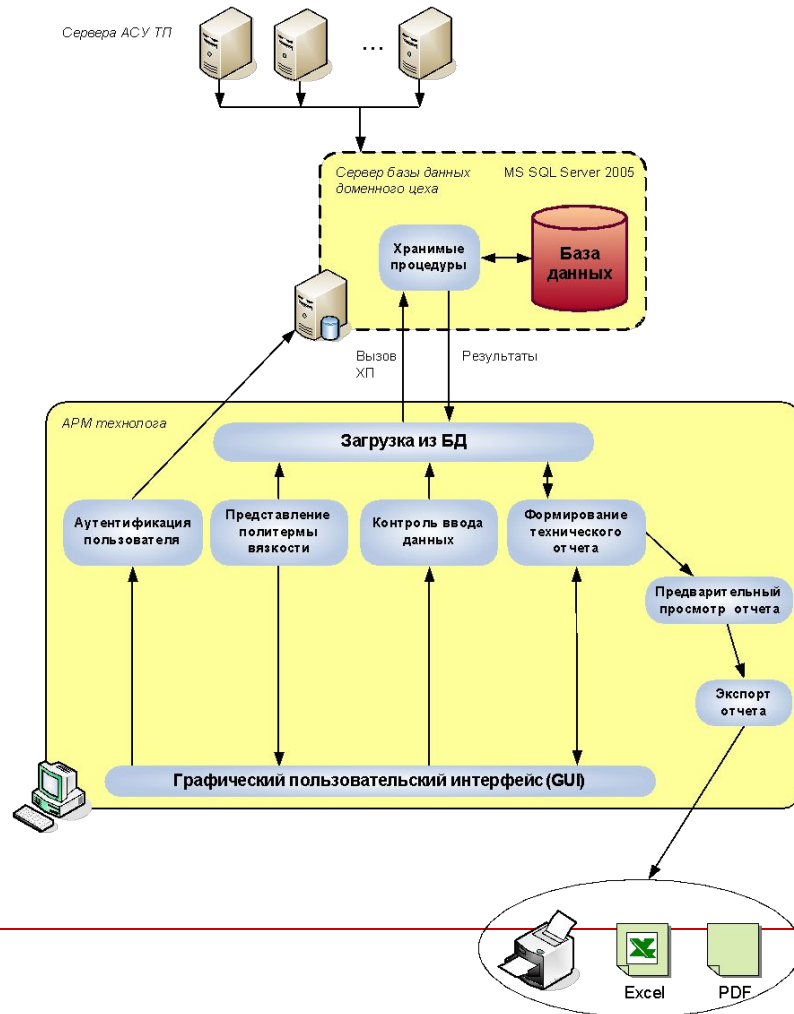 Сервера АСУ ТП
...
Сервер базы данных
доменного цеха
MS SQL Server 2005
Хранимые
процедуры
База
данных
Вызов
ХП
Результаты
АРМ технолога
Загрузка из БД
Аутентификация
пользователя
Представление
политермы
вязкости
Контроль ввода
данных
Формирование
технического
отчета
Предварительный
просмотр отчета
Экспорт
отчета
Графический пользовательский интерфейс (GUI)
Excel
PDF